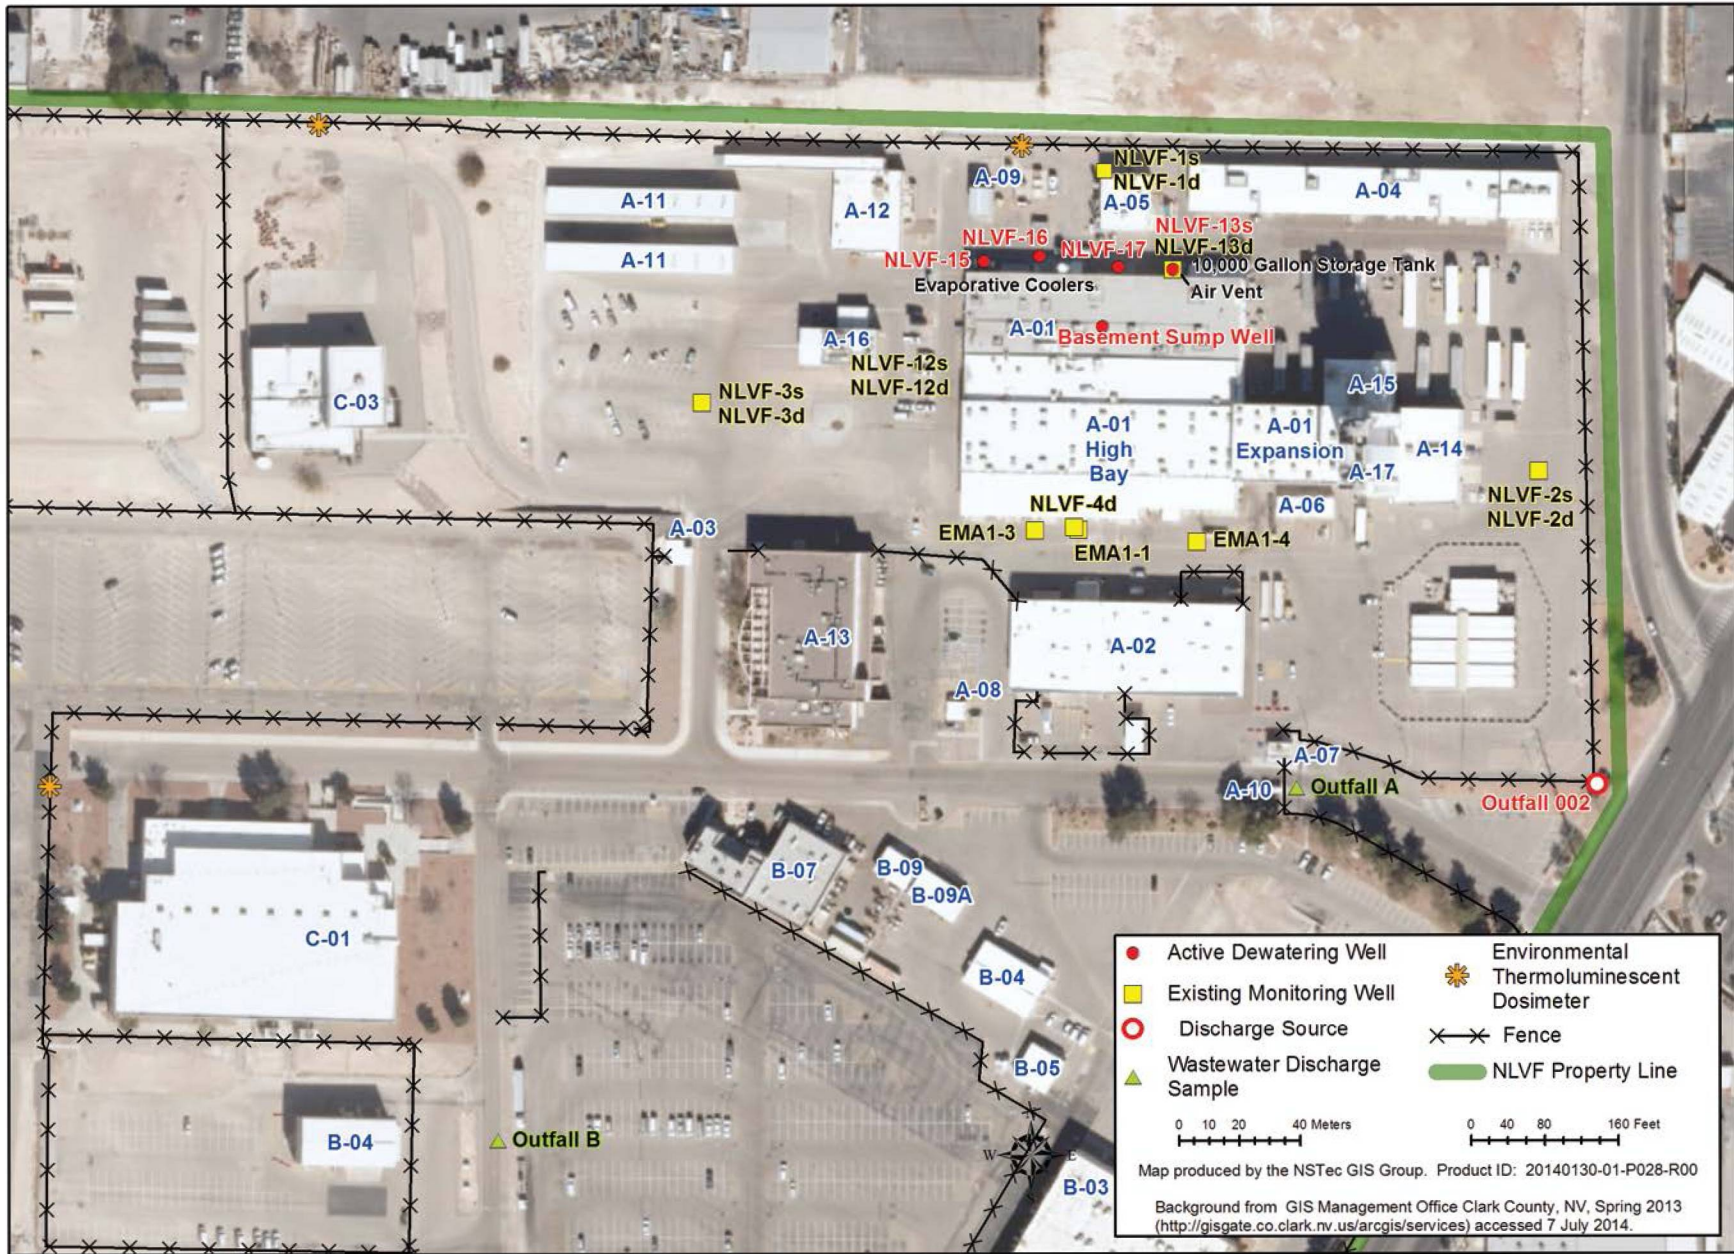 NLVF-1s
NLVF-1d
A-09
A-05
A-04
A-11
A-12
A-11
NLVF-13s
NLVF-16
NLVF-17
NLVF-13d
NLVF-15
10,000 Gallon Storage Tank
Evaporative Coolers
Air Vent
A-01
Basement Sump Well
A-16
NLVF-12s
NLVF-12d
A-15
NLVF-3s
NLVF-3d
C-03
A-01
High
Bay
A-01
Expansion
A-14
A-17
NLVF-2s
NLVF-2d
A-06
NLVF-4d
A-03
EMA1-3
EMA1-1
EMA1-4
A-13
A-02
A-08
A-07
A-10
Outfall A
Outfall 002
B-07
B-09
B-09A
C-01
B-04
B-05
Outfall B
B-04
W
E
B-03
Active Dewatering Well
Existing Monitoring Well
Discharge Source
Wastewater Discharge
Sample
Environmental
Thermoluminescent
Dosimeter
Fence
NLVF Property Line
0 10 20 40 Meters
0 40 80 160 Feet
Map produced by the NSTec GIS Group. Product ID: 20140130-01-P028-R00
Background from GIS Management Office Clark County, NV, Spring 2013
(http://gisgate.co.clark.nv.us/arcgis/services) accessed 7 July 2014.